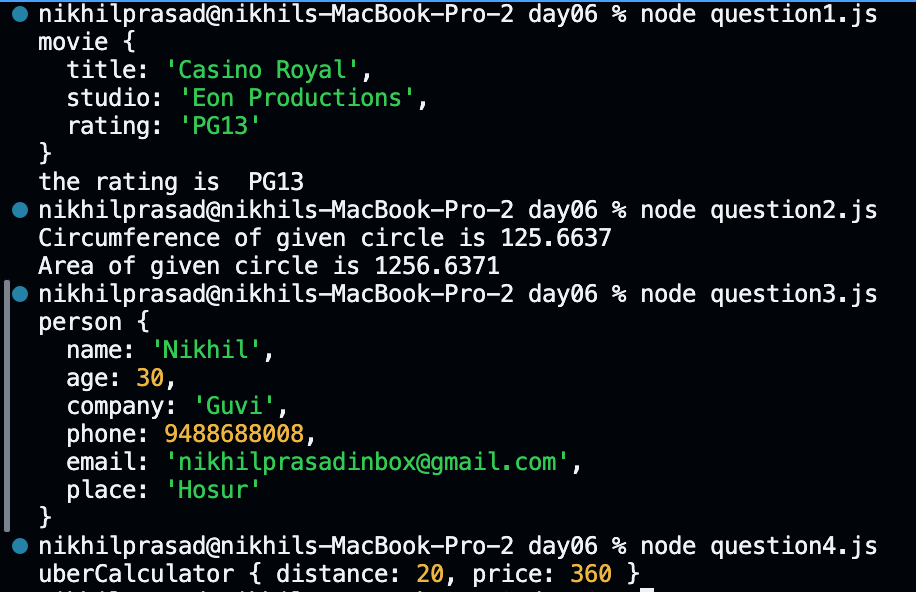 nikhilprasad@nikhils-MacBook-Pro-2 day06 % node question1.js
movie {
  title: 'Casino Royal',
  studio: 'Eon Productions',
  rating: 'PG13'
}
the rating is  PG13
nikhilprasad@nikhils-MacBook-Pro-2 day06 % node question2.js
Circumference of given circle is 125.6637
Area of given circle is 1256.6371
nikhilprasad@nikhils-MacBook-Pro-2 day06 % node question3.js
person {
  name: 'Nikhil',
  age: 30,
  company: 'Guvi',
  phone: 9488688008,
  email: 'nikhilprasadinbox@gmail.com',
  place: 'Hosur'
}
nikhilprasad@nikhils-MacBook-Pro-2 day06 % node question4.js
uberCalculator { distance: 20, price: 360 }